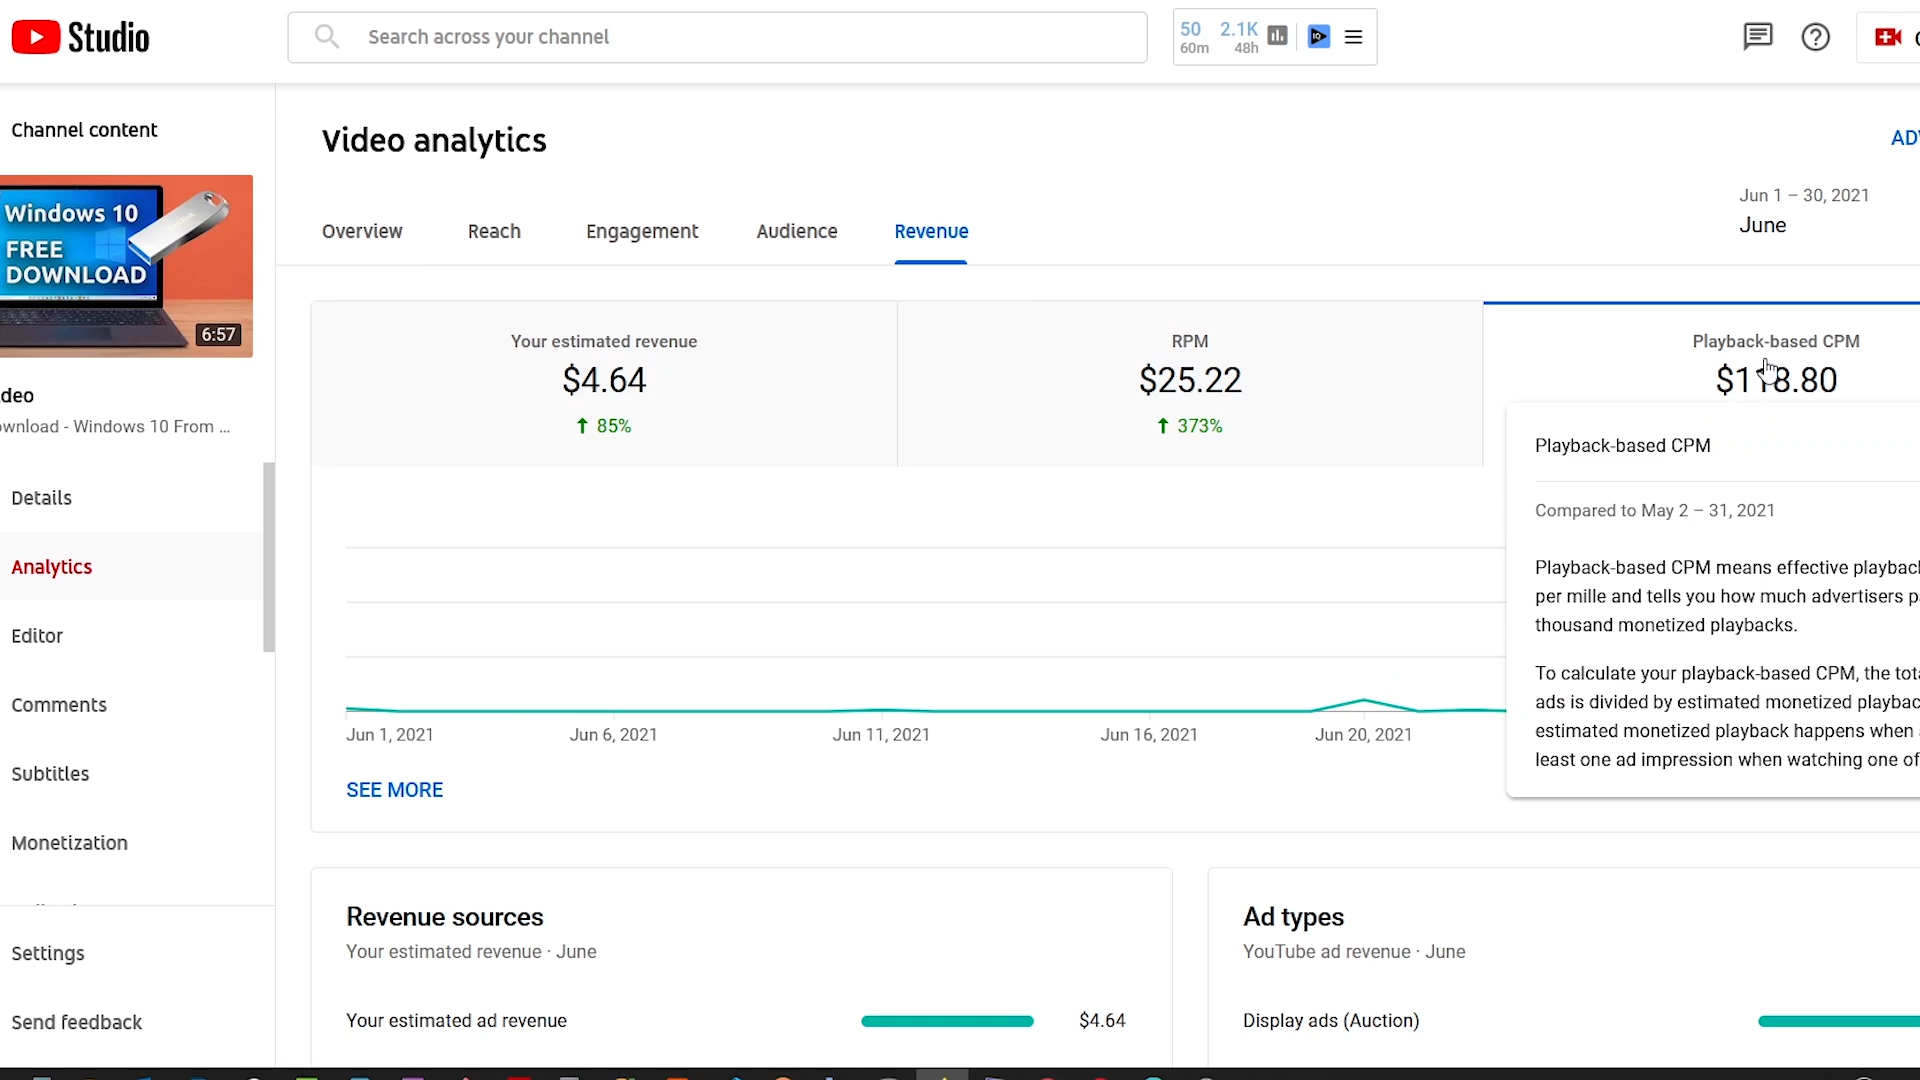 Studio
Search across your channel
50 2.1K
60m 48h
Channel content
Video analytics
Jun 1 – 30, 2021
June
Windows 10
FREE
DOWNLOAD
6:57
Overview
Reach
Engagement
Audience
Revenue
Your estimated revenue
$4.64
85%
RPM
$25.22
373%
Playback-based CPM
$118.80
Playback-based CPM
Compared to May 2 – 31, 2021
Playback-based CPM means effective
per mille and tells you how much advertisers
thousand monetized playbacks.
To calculate your playback-based CPM, the
ads is divided by estimated monetized
estimated monetized playback happens when
least one ad impression when watching one of
Jun 1, 2021
Jun 6, 2021
Jun 11, 2021
Jun 16, 2021
Jun 20, 2021
SEE MORE
- Windows 10 From ...
Details
Analytics
Editor
Comments
Subtitles
Monetization
Settings
Send feedback
Revenue sources
Your estimated revenue · June
Your estimated ad revenue
$4.64
Ad types
YouTube ad revenue · June
Display ads (Auction)